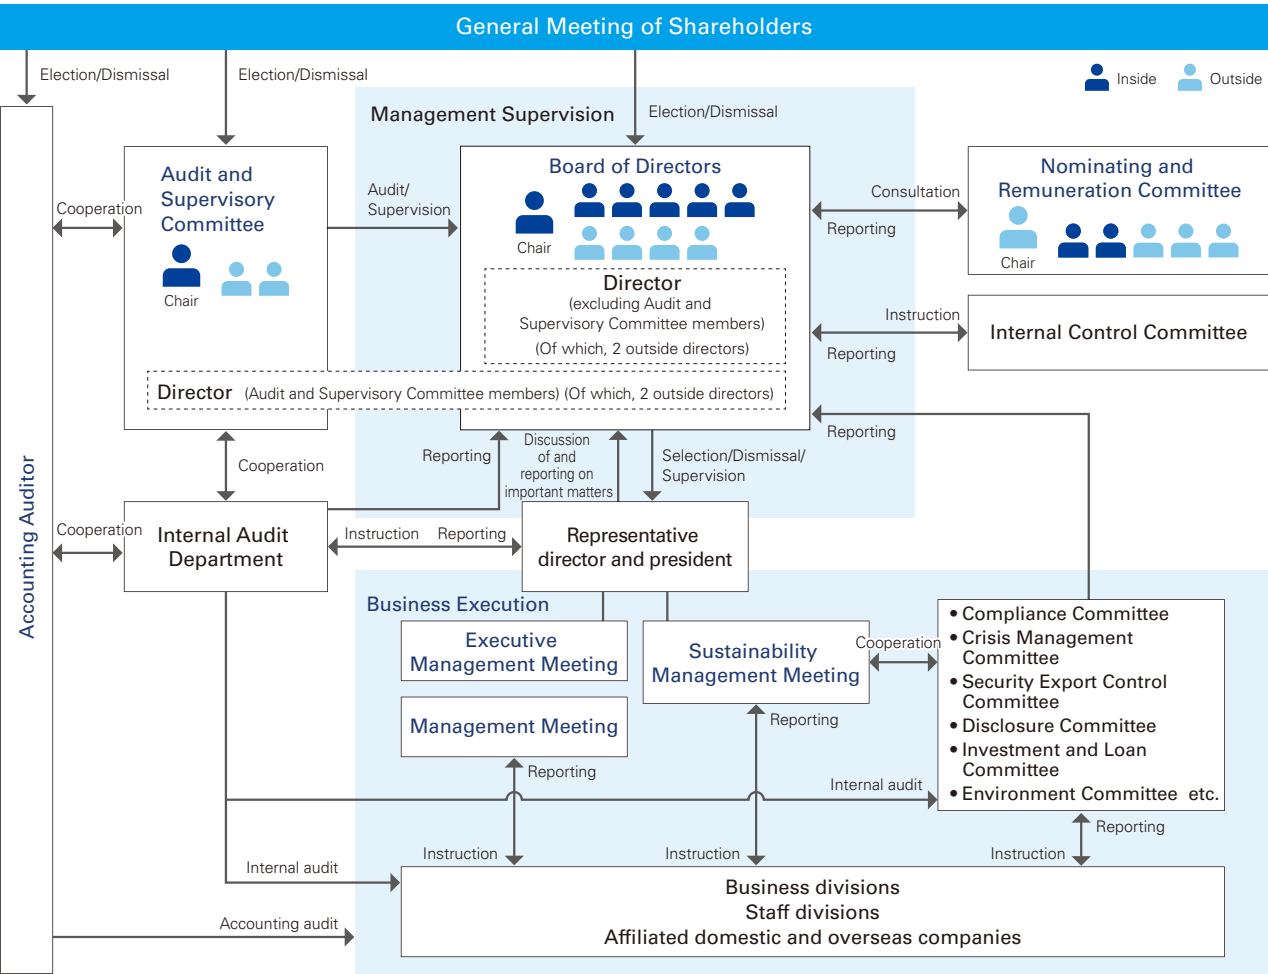 General Meeting of Shareholders
Election/Dismissal
Election/Dismissal
Election/Dismissal
Inside
Outside
Management Supervision
Audit and
Supervisory
Committee
Chair
Cooperation
Audit/
Supervision
Board of Directors
Chair
Director
(excluding Audit and
Supervisory Committee members)
(Of which, 2 outside directors)
Director (Audit and Supervisory Committee members) (Of which, 2 outside directors)
Consultation
Reporting
Nominating and
Remuneration Committee
Chair
Instruction
Reporting
Internal Control Committee
Reporting
Accounting Auditor
Cooperation
Reporting
Discussion
of and
reporting on
important matters
Selection/Dismissal/
Supervision
Cooperation
Internal Audit
Department
Instruction
Reporting
Representative
director and president
Business Execution
Executive
Management Meeting
Management Meeting
Sustainability
Management Meeting
Cooperation
• Compliance Committee
• Crisis Management
Committee
• Security Export Control
Committee
• Disclosure Committee
• Investment and Loan
Committee
• Environment Committee etc.
Reporting
Reporting
Internal audit
Reporting
Instruction
Instruction
Instruction
Internal audit
Business divisions
Staff divisions
Affiliated domestic and overseas companies
Accounting audit